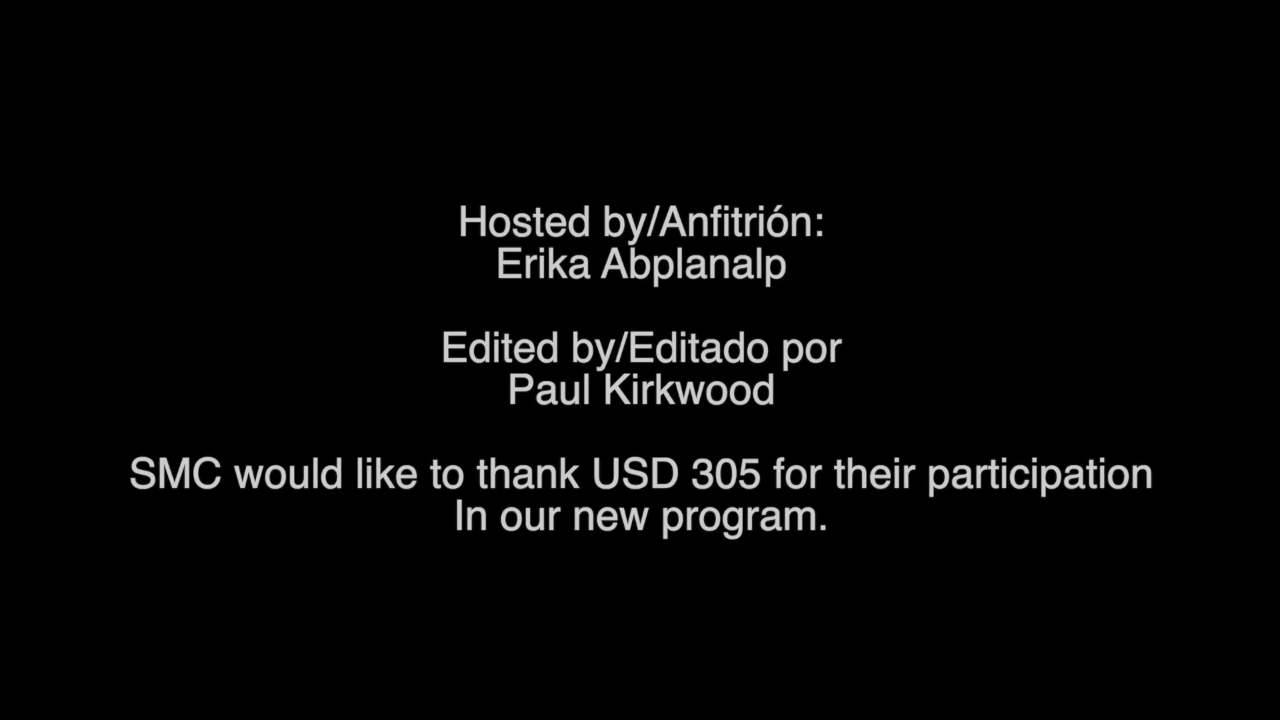 Hosted by/Anfitrión:
Erika Abplanalp
Edited by/Editado por
Paul Kirkwood
SMC would like to thank USD 305 for their participation
In our new program.